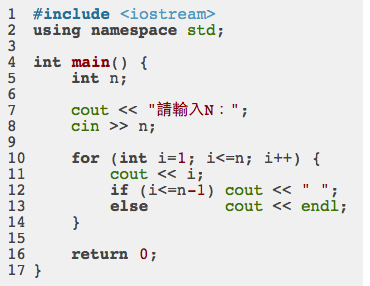 1 #include <iostream>
2 using namespace std;
3
4 int main() {
5     int n;
6
7     cout << "請輸入N：";
8     cin >> n;
9
10     for (int i=1; i<=n; i++) {
11         cout << i;
12         if (i<=n-1) cout << " ";
13         else        cout << endl;
14     }
15
16     return 0;
17 }